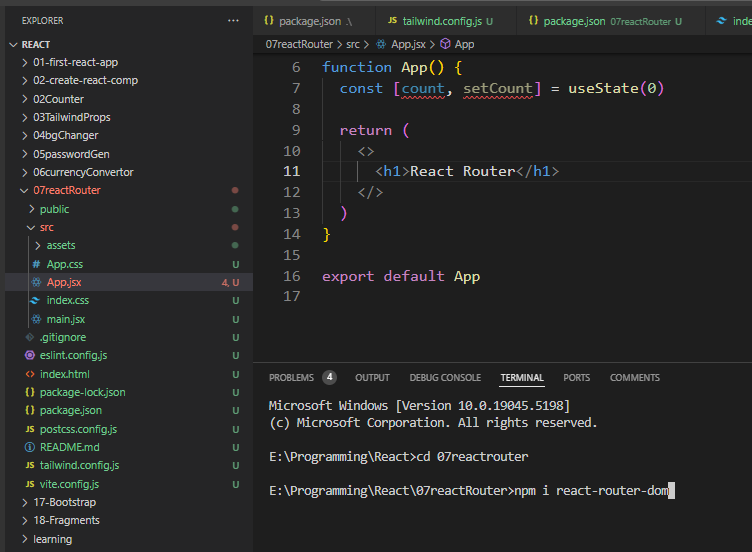 EXPLORER
REACT
01-first-react-app
02-create-react-comp
02Counter
03TailwindProps
04bgChanger
05passwordGen
06currencyConvertor
07reactRouter
public
src
assets
# App.css U
App.jsx 4, U
index.css U
main.jsx U
.gitignore U
JS eslint.config.js U
<> index.html U
{} package-lock.json U
{} package.json U
JS postcss.config.js U
README.md U
JS tailwind.config.js U
JS vite.config.js U
17-Bootstrap
18-Fragments
learning
{} package.json .\ JS tailwind.config.js U {} package.json 07reactRouter U inde
07reactRouter > src > App.jsx > App
6 function App() {
7 const [count, setCount] = useState(0)
8
9 return (
10 <>
11 <h1>React Router</h1>
12 </>
13 )
14 }
15
16 export default App
17
PROBLEMS 4 OUTPUT DEBUG CONSOLE TERMINAL PORTS COMMENTS
Microsoft Windows [Version 10.0.19045.5198]
(c) Microsoft Corporation. All rights reserved.
E:\Programming\React>cd 07reactrouter
E:\Programming\React\07reactRouter>npm i react-router-dom